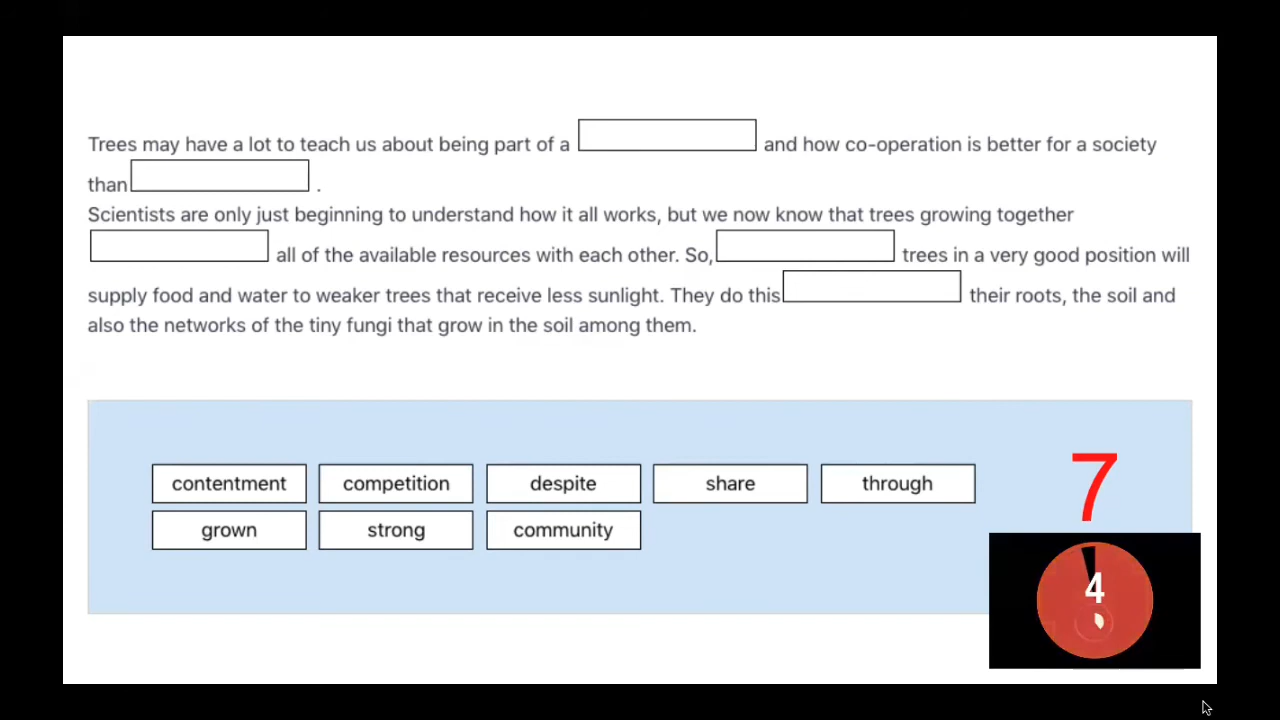 Trees may have a lot to teach us about being part of a and how co-operation is better for a society
than .
Scientists are only just beginning to understand how it all works, but we now know that trees growing together
all of the available resources with each other. So, trees in a very good position will
supply food and water to weaker trees that receive less sunlight. They do this their roots, the soil and
also the networks of the tiny fungi that grow in the soil among them.
contentment competition despite share through
grown strong community
7
4